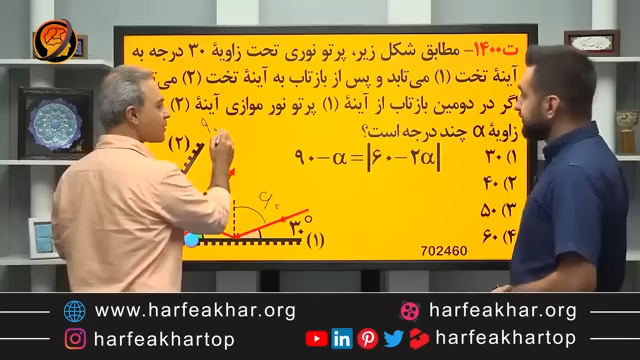 ت ۱۴۰۰- مطابق شکل زیر، پرتو نوری تحت زاویهٔ ۳۰ درجه به
آینهٔ تخت (۱) می‌تابد و پس از بازتاب به آینهٔ تخت (۲) می‌
اگر در دومین بازتاب از آینهٔ (۱) پرتو نور موازی آینهٔ (۲)
زاویهٔ α چند درجه است؟
۹۰-α=|۶۰-۲α|
۱) ۳۰
۲) ۴۰
۳) ۵۰
۴) ۶۰
(۲)
۳۰°
(۱)
702460
www.harfeakhar.org
harfeakhar.org
harfeakhartop
harfeakhartop